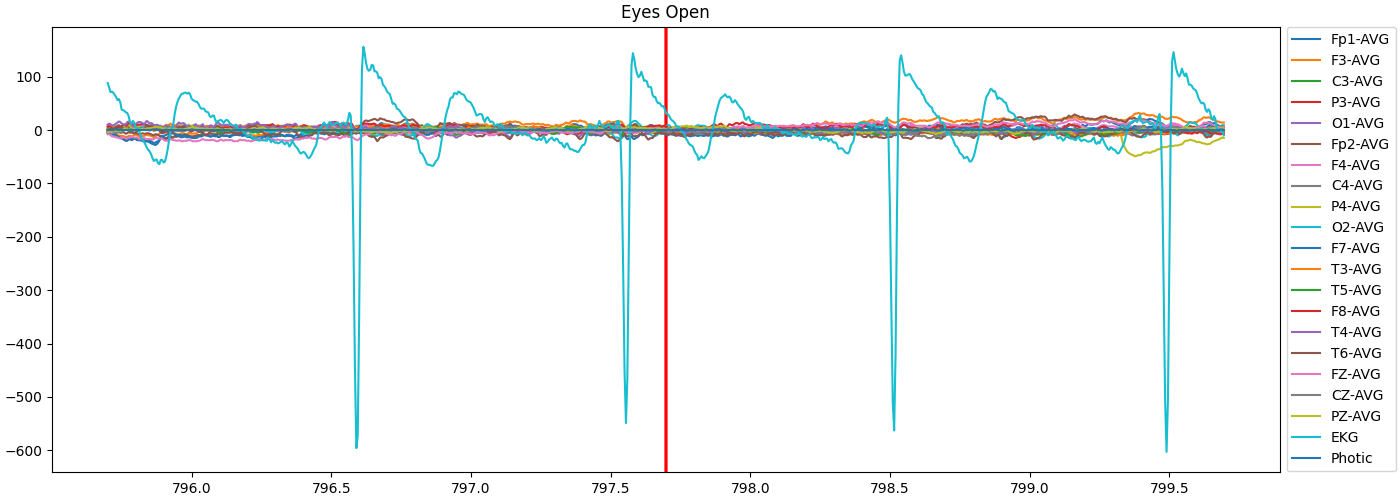 Eyes Open
100
0
−100
−200
−300
−400
−500
−600
796.0 796.5 797.0 797.5 798.0 798.5 799.0 799.5
Fp1-AVG
F3-AVG
C3-AVG
P3-AVG
O1-AVG
Fp2-AVG
F4-AVG
C4-AVG
P4-AVG
O2-AVG
F7-AVG
T3-AVG
T5-AVG
F8-AVG
T4-AVG
T6-AVG
FZ-AVG
CZ-AVG
PZ-AVG
EKG
Photic